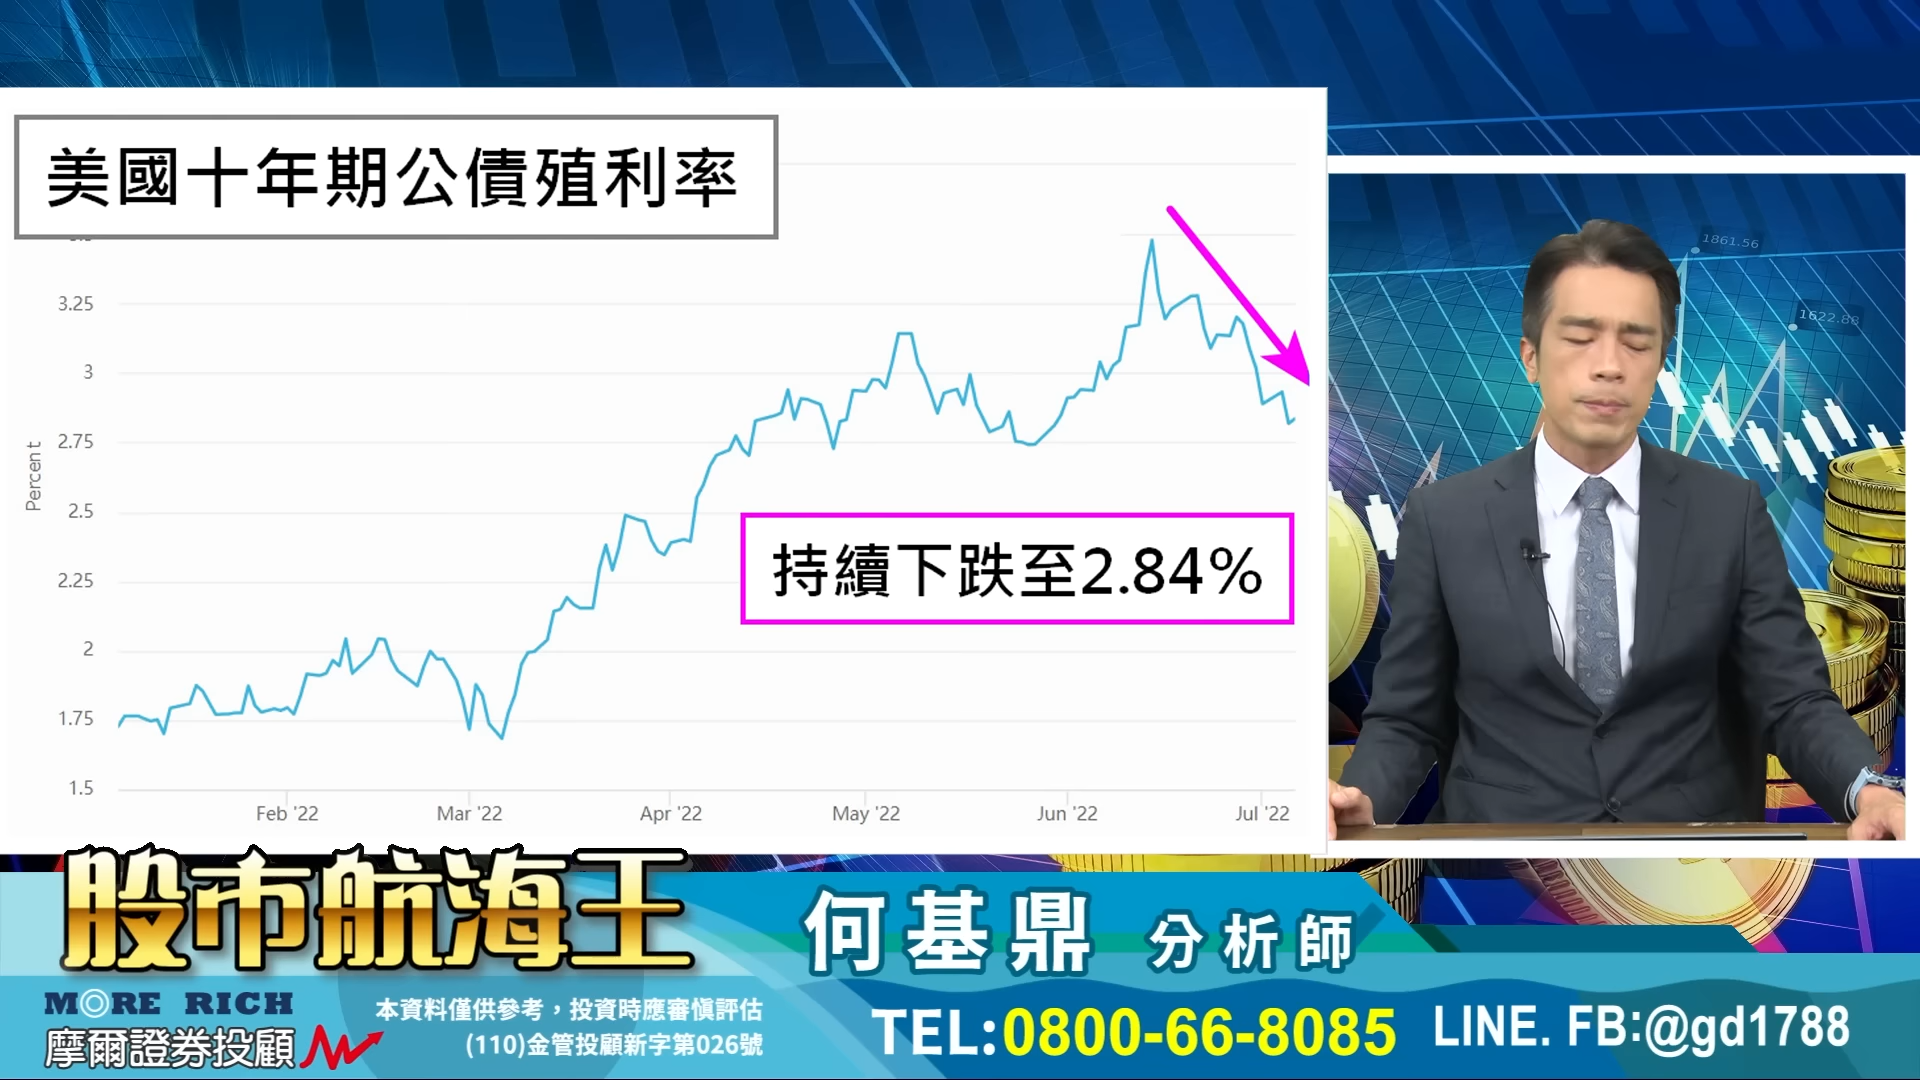 美國十年期公債殖利率
3.5
3.25
3
2.75
2.5
2.25
2
1.75
1.5
Percent
Feb '22
Mar '22
Apr '22
May '22
Jun '22
Jul '22
持續下跌至2.84%
1861.56
1622.88
股市航海王
何基鼎 分析師
MORE RICH
摩爾證券投顧
本資料僅供參考，投資時應審慎評估
(110)金管投顧新字第026號
TEL:0800-66-8085
LINE. FB:@gd1788